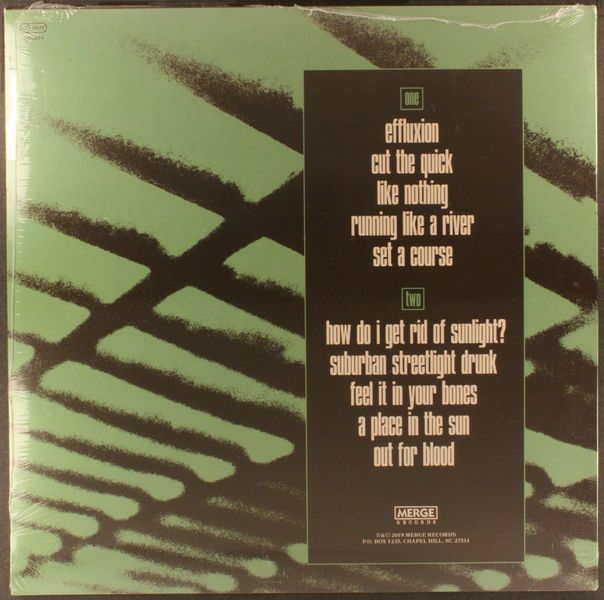 one
effluxion
cut the quick
like nothing
running like a river
set a course
two
how do i get rid of sunlight?
suburban streetlight drunk
feel it in your bones
a place in the sun
out for blood
MERGE
RECORDS
℗&© 2019 MERGE RECORDS
P.O. BOX 1235, CHAPEL HILL, NC 27514